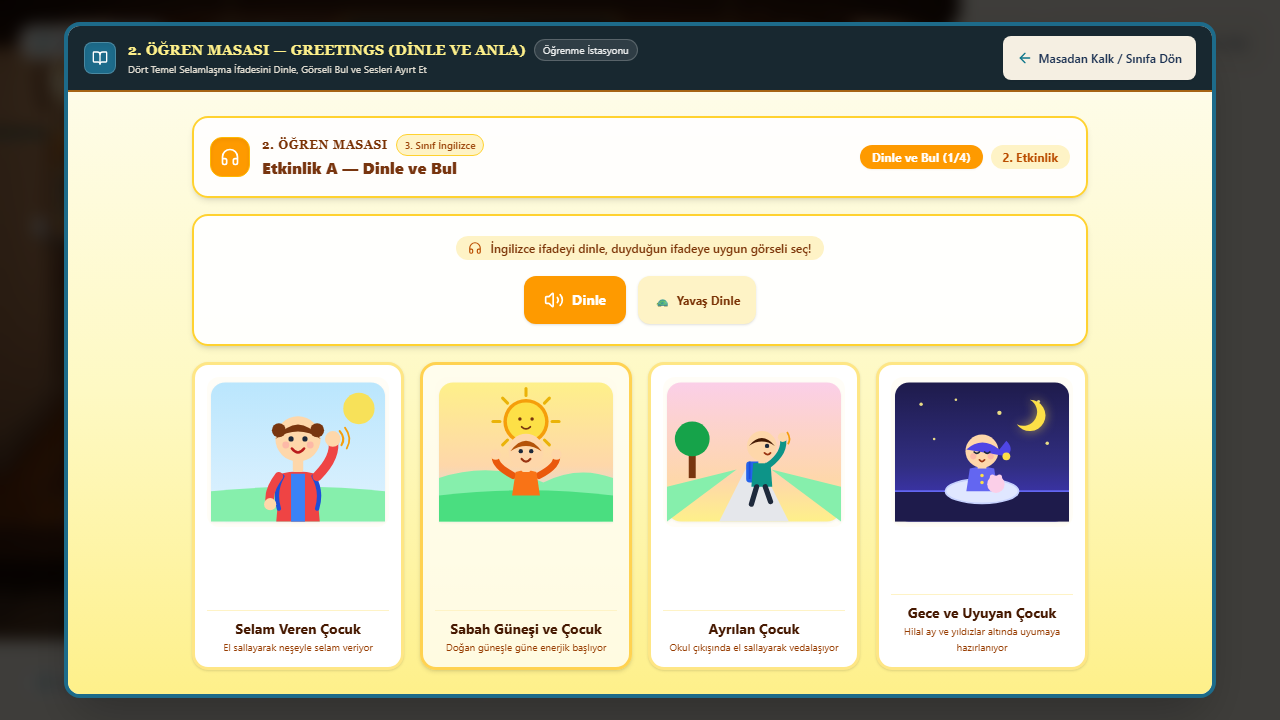 2. ÖĞREN MASASI — GREETINGS (DİNLE VE ANLA)
Öğrenme İstasyonu
Dört Temel Selamlaşma İfadesini Dinle, Görseli Bul ve Sesleri Ayırt Et
Masadan Kalk / Sınıfa Dön
2. ÖĞREN MASASI
3. Sınıf İngilizce
Etkinlik A — Dinle ve Bul
Dinle ve Bul (1/4)
2. Etkinlik
İngilizce ifadeyi dinle, duyduğun ifadeye uygun görseli seç!
Dinle
Yavaş Dinle
Selam Veren Çocuk
El sallayarak neşeyle selam veriyor
Sabah Güneşi ve Çocuk
Doğan güneşle güne enerjik başlıyor
Ayrılan Çocuk
Okul çıkışında el sallayarak vedalaşıyor
Gece ve Uyuyan Çocuk
Hilal ay ve yıldızlar altında uyumaya
hazırlanıyor